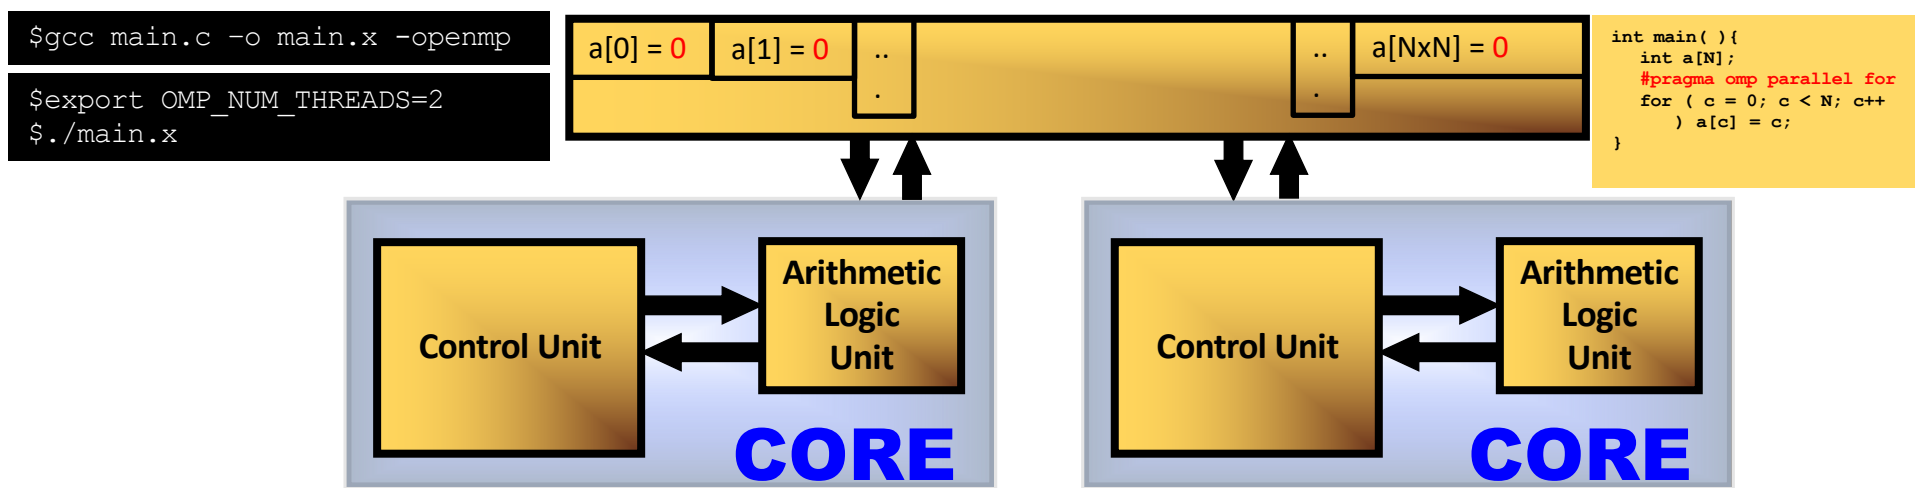 $gcc main.c –o main.x -openmp
$export OMP_NUM_THREADS=2
$./main.x
a[0] = 0
a[1] = 0
..
.
..
.
a[NxN] = 0
int main( ){
int a[N];
#pragma omp parallel for
for ( c = 0; c < N; c++
) a[c] = c;
}
Control Unit
Arithmetic
Logic
Unit
CORE
Control Unit
Arithmetic
Logic
Unit
CORE